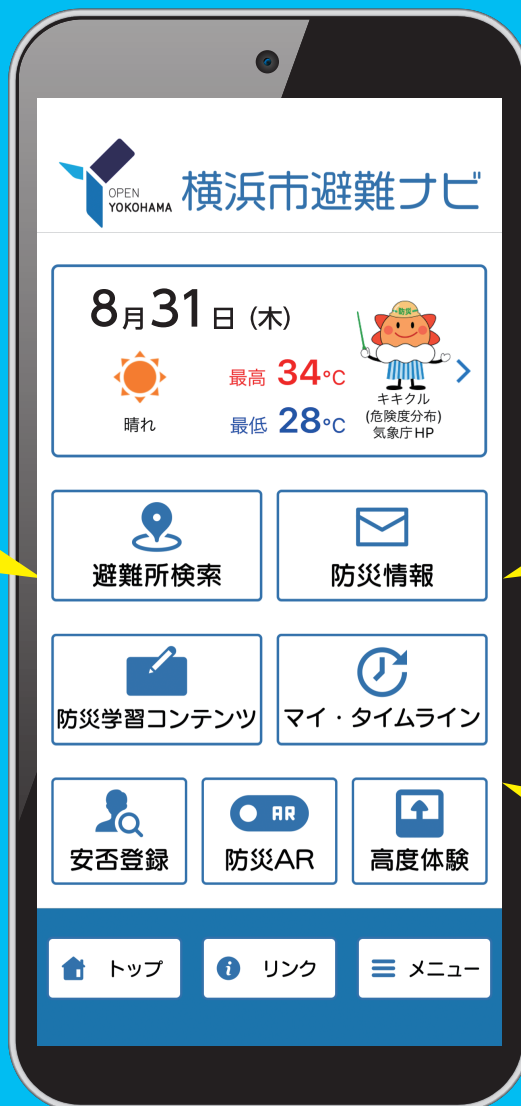 OPEN
YOKOHAMA
横浜市避難ナビ
8月31日（木）
防災
最高 34℃
晴れ
最低 28℃
キキクル
(危険度分布)
気象庁HP
避難所検索
防災情報
防災学習コンテンツ
マイ・タイムライン
AR
安否登録
防災AR
高度体験
トップ
リンク
メニュー